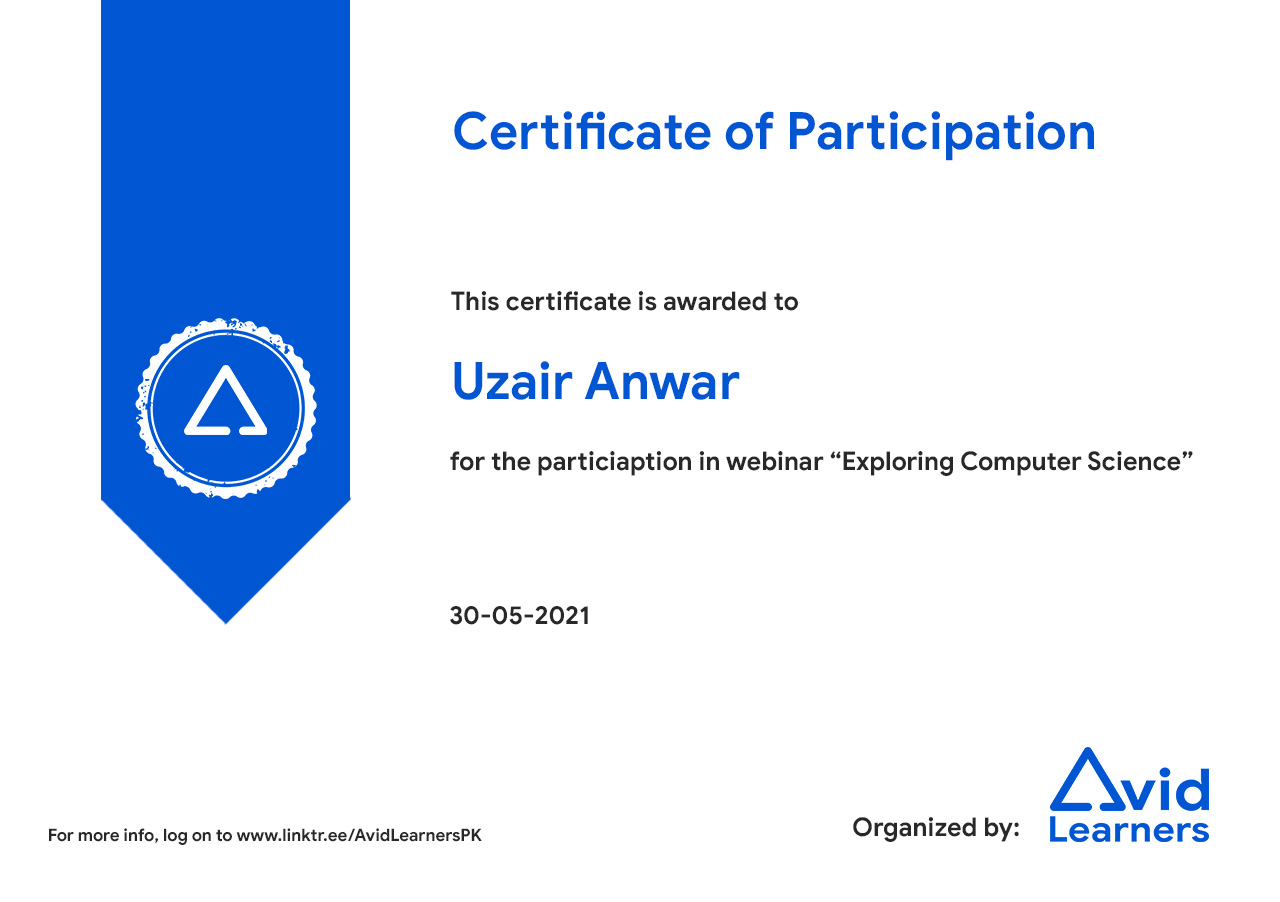 Certificate of Participation
This certificate is awarded to
Uzair Anwar
for the particiaption in webinar “Exploring Computer Science”
30-05-2021
For more info, log on to www.linktr.ee/AvidLearnersPK
Organized by:
Avid
Learners